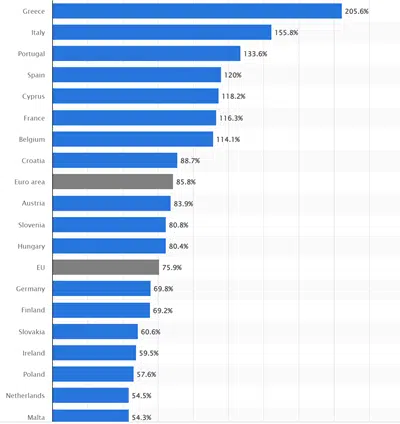 Greece 205.6%
Italy 155.8%
Portugal 133.6%
Spain 120%
Cyprus 118.2%
France 116.3%
Belgium 114.1%
Croatia 88.7%
Euro area 85.8%
Austria 83.9%
Slovenia 80.8%
Hungary 80.4%
EU 75.9%
Germany 69.8%
Finland 69.2%
Slovakia 60.6%
Ireland 59.5%
Poland 57.6%
Netherlands 54.5%
Malta 54.3%